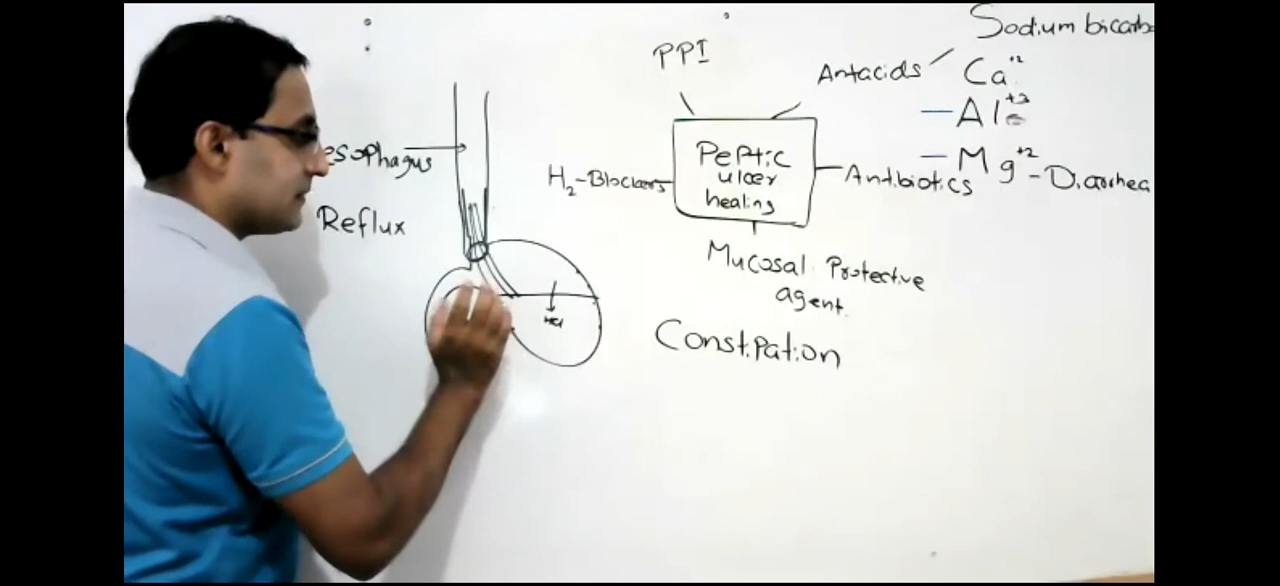 Sodium bicarb
PPI
Antacids
Ca+2
Al+3
Mg+2 - Diarrhea
esophagus
Reflux
H2-Blockers
Peptic
ulcer
healing
Antibiotics
Mucosal Protective
agent.
HCl
Constipation